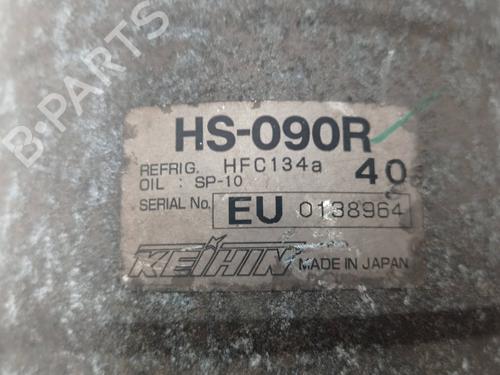 B-PARTS
HS-090R
REFRIG. HFC134a 40
OIL : SP-10
SERIAL No. EU 0138964
KEIHIN MADE IN JAPAN